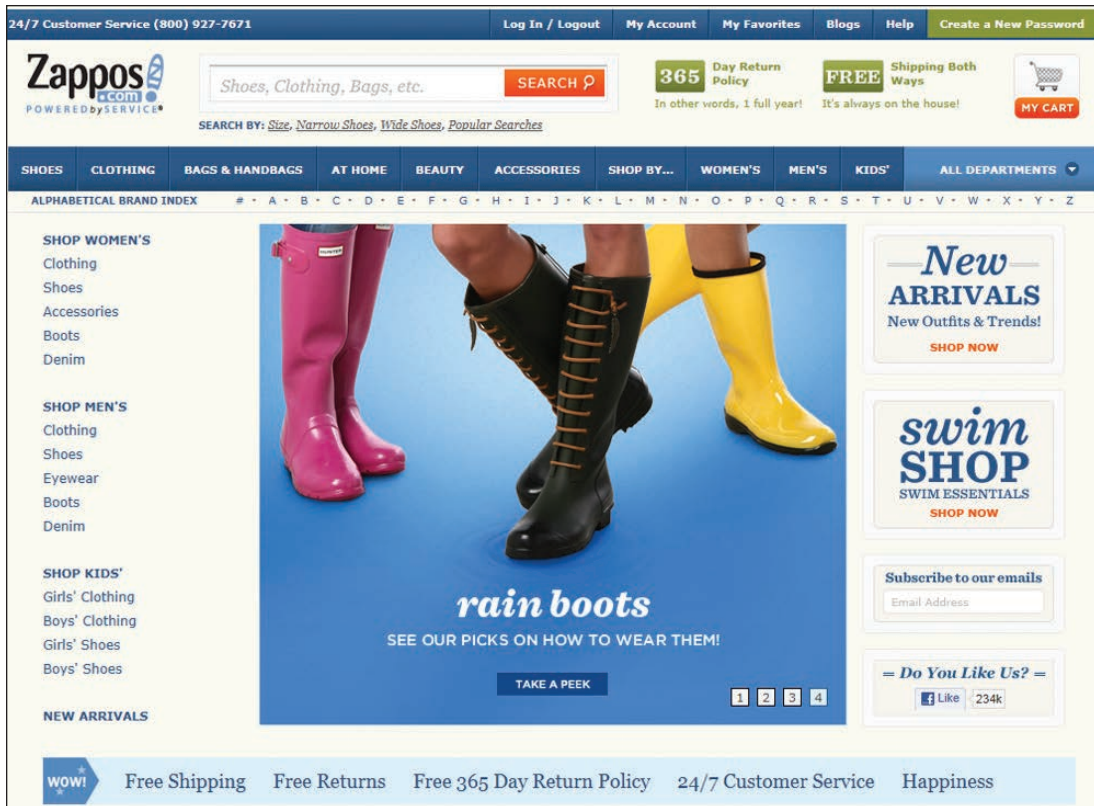 24/7 Customer Service (800) 927-7671 Log In / Logout My Account My Favorites Blogs Help Create a New Password
Zappos
.com
POWERED by SERVICE®
Shoes, Clothing, Bags, etc. SEARCH
SEARCH BY: Size, Narrow Shoes, Wide Shoes, Popular Searches
365 Day Return
Policy
In other words, 1 full year!
FREE Shipping Both
Ways
It's always on the house!
MY CART
SHOES CLOTHING BAGS & HANDBAGS AT HOME BEAUTY ACCESSORIES SHOP BY... WOMEN'S MEN'S KIDS' ALL DEPARTMENTS
ALPHABETICAL BRAND INDEX # • A • B • C • D • E • F • G • H • I • J • K • L • M • N • O • P • Q • R • S • T • U • V • W • X • Y • Z
SHOP WOMEN'S
Clothing
Shoes
Accessories
Boots
Denim
SHOP MEN'S
Clothing
Shoes
Eyewear
Boots
Denim
SHOP KIDS'
Girls' Clothing
Boys' Clothing
Girls' Shoes
Boys' Shoes
NEW ARRIVALS
HUNTER
rain boots
SEE OUR PICKS ON HOW TO WEAR THEM!
TAKE A PEEK
1 2 3 4
New
ARRIVALS
New Outfits & Trends!
SHOP NOW
swim
SHOP
SWIM ESSENTIALS
SHOP NOW
Subscribe to our emails
Email Address
= Do You Like Us? =
Like 234k
WOW! Free Shipping Free Returns Free 365 Day Return Policy 24/7 Customer Service Happiness